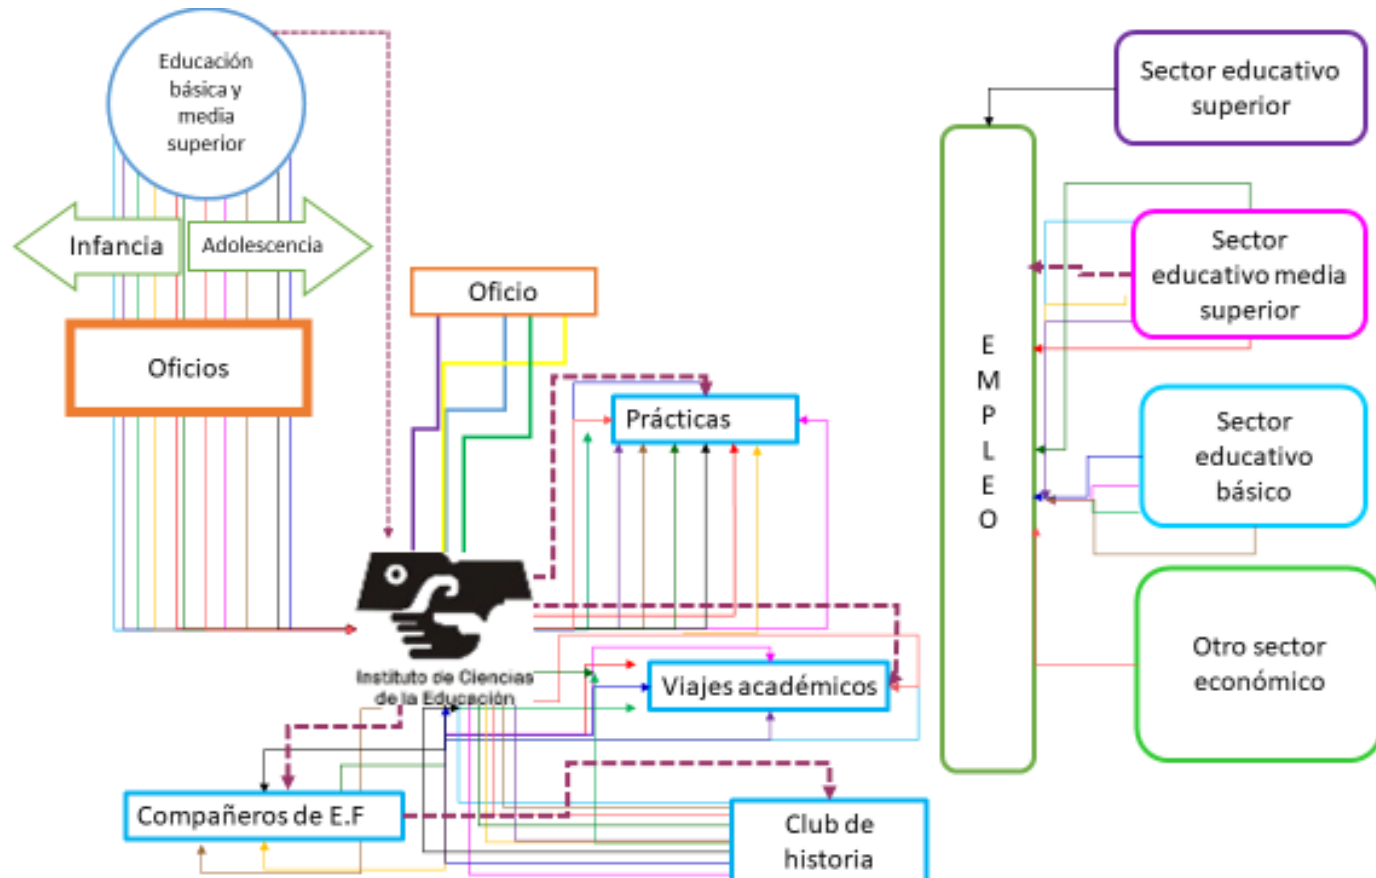 Educación
básica y
media
superior
Infancia
Adolescencia
Oficios
Oficio
Prácticas
Instituto de Ciencias
de la Educación
Viajes académicos
Compañeros de E.F
Club de
historia
E
M
P
L
E
O
Sector educativo
superior
Sector
educativo media
superior
Sector
educativo
básico
Otro sector
económico